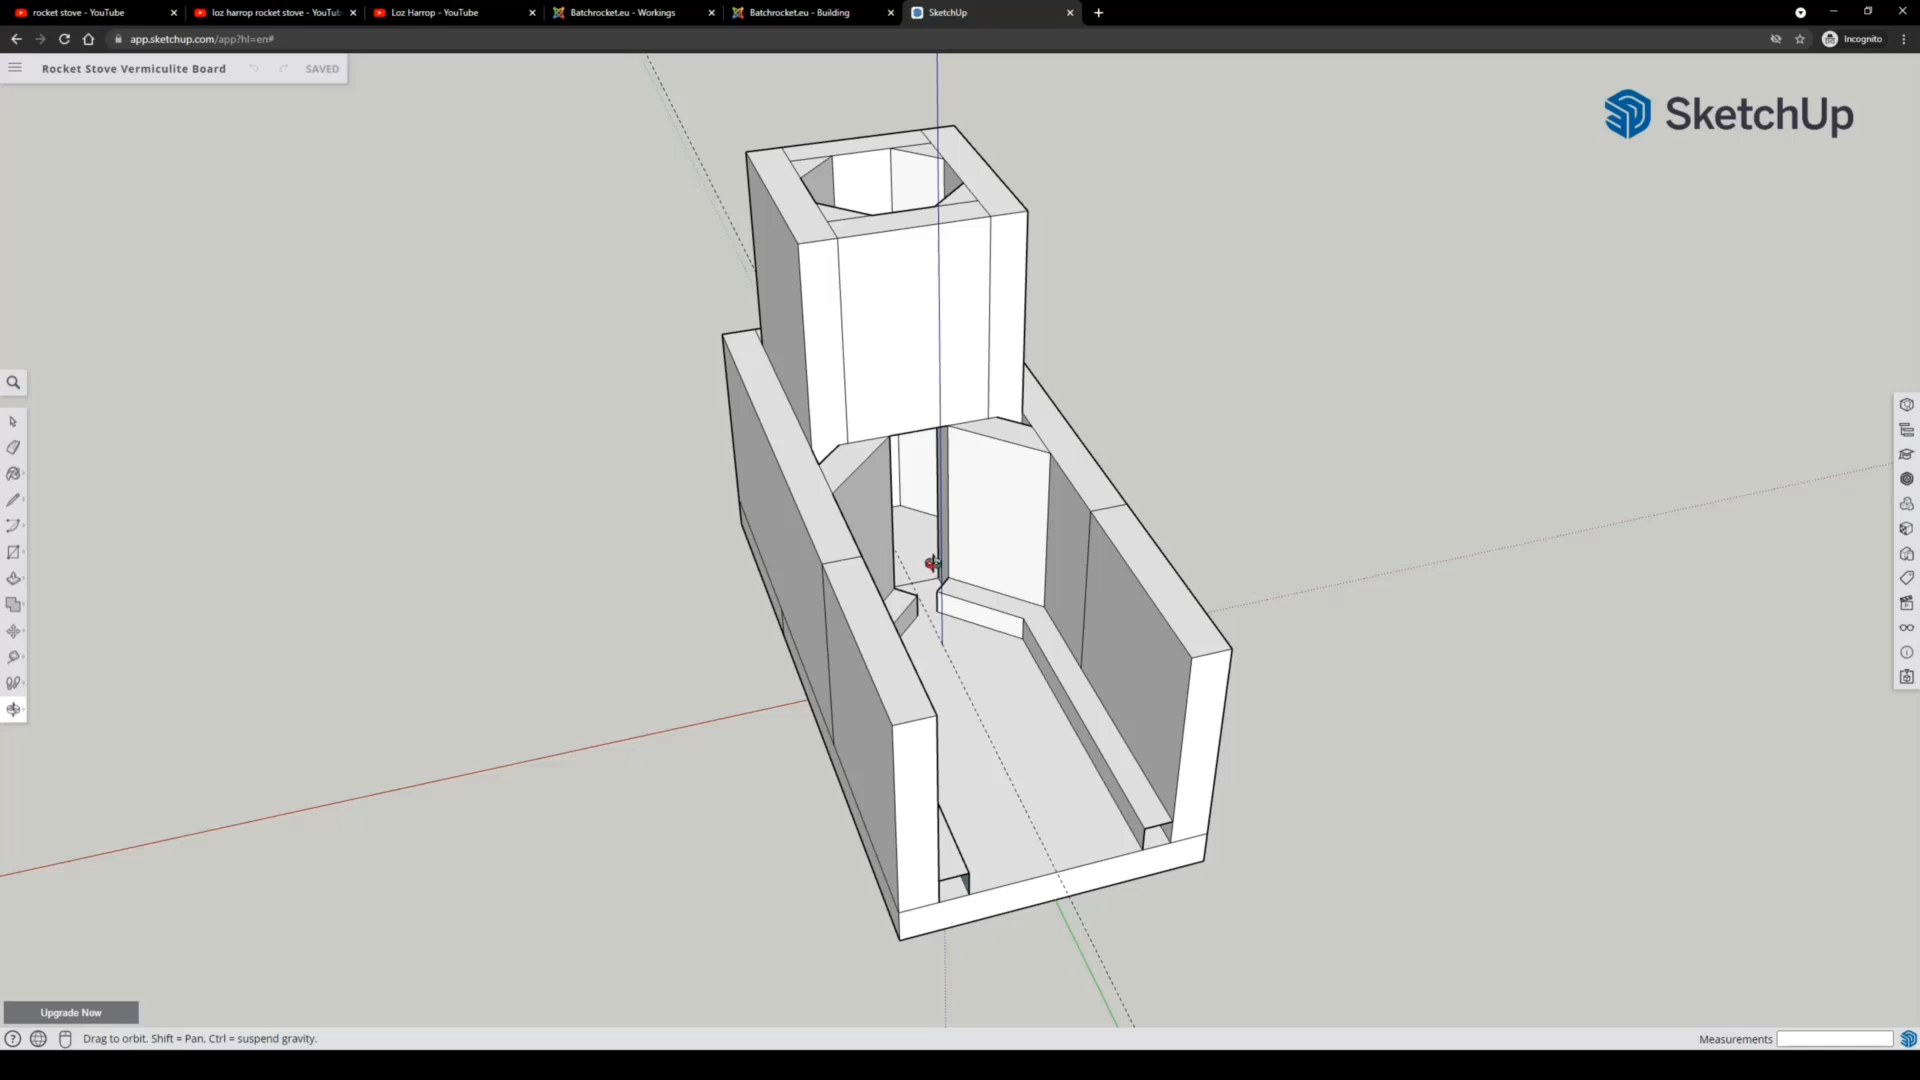 rocket stove - YouTube
loz harrop rocket stove - YouTub
Loz Harrop - YouTube
Batchrocket.eu - Workings
Batchrocket.eu - Building
SketchUp
app.sketchup.com/app?hl=en#
Incognito
Rocket Stove Vermiculite Board
SAVED
SketchUp
Upgrade Now
Drag to orbit. Shift = Pan, Ctrl = suspend gravity.
Measurements